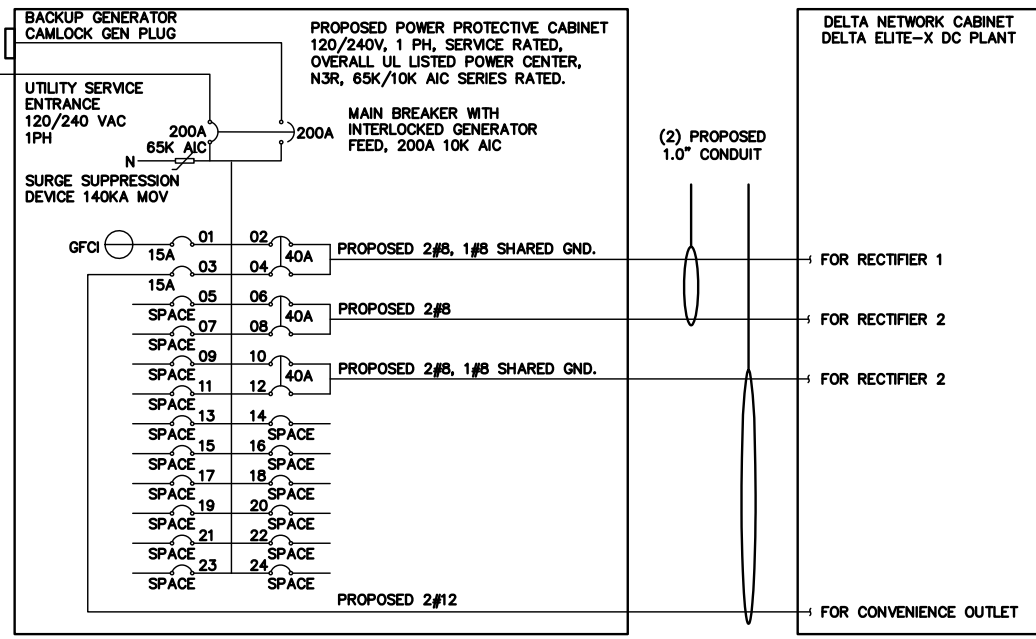 BACKUP GENERATOR
CAMLOCK GEN PLUG
PROPOSED POWER PROTECTIVE CABINET
120/240V, 1 PH, SERVICE RATED,
OVERALL UL LISTED POWER CENTER,
N3R, 65K/10K AIC SERIES RATED.
DELTA NETWORK CABINET
DELTA ELITE-X DC PLANT
UTILITY SERVICE
ENTRANCE
120/240 VAC
1PH
200A
65K AIC
200A
MAIN BREAKER WITH
INTERLOCKED GENERATOR
FEED, 200A 10K AIC
N
SURGE SUPPRESSION
DEVICE 140KA MOV
(2) PROPOSED
1.0" CONDUIT
GFCI 01 02 PROPOSED 2#8, 1#8 SHARED GND.
15A 40A FOR RECTIFIER 1
03 04
15A
05 06 PROPOSED 2#8
SPACE 40A FOR RECTIFIER 2
07 08
SPACE
09 10 PROPOSED 2#8, 1#8 SHARED GND.
SPACE 40A FOR RECTIFIER 2
11 12
SPACE
13 14
SPACE SPACE
15 16
SPACE SPACE
17 18
SPACE SPACE
19 20
SPACE SPACE
21 22
SPACE SPACE
23 24
SPACE SPACE
PROPOSED 2#12
FOR CONVENIENCE OUTLET